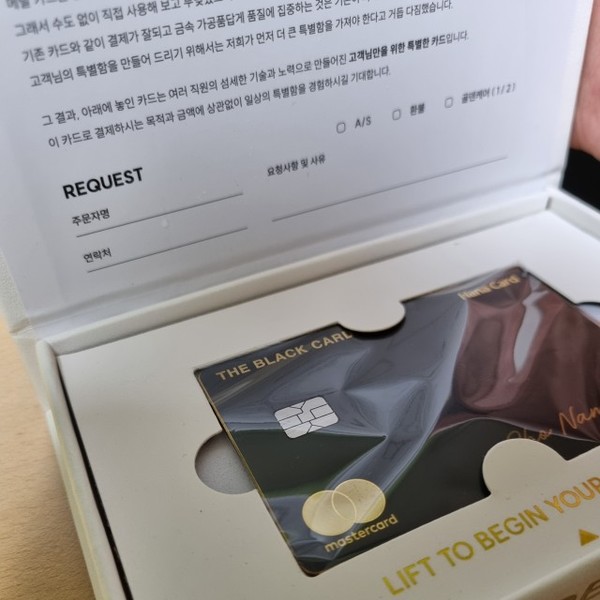 그래서 수도 없이 직접 사용해 보고
기존 카드와 같이 결제가 잘되고 금속 가공품답게 품질에 집중하는 것은
고객님의 특별함을 만들어 드리기 위해서는 저희가 먼저 더 큰 특별함을 가져야 한다고 거듭 다짐했습니다.
그 결과, 아래에 놓인 카드는 여러 직원의 섬세한 기술과 노력으로 만들어진 고객님만을 위한 특별한 카드입니다.
이 카드로 결제하시는 목적과 금액에 상관없이 일상의 특별함을 경험하시길 기대합니다.
A/S 환불 골덴케어 (1/2)
REQUEST
요청사항 및 사유
주문자명
연락처
Hana Card
THE BLACK CARD
mastercard
LIFT TO BEGIN YOUR